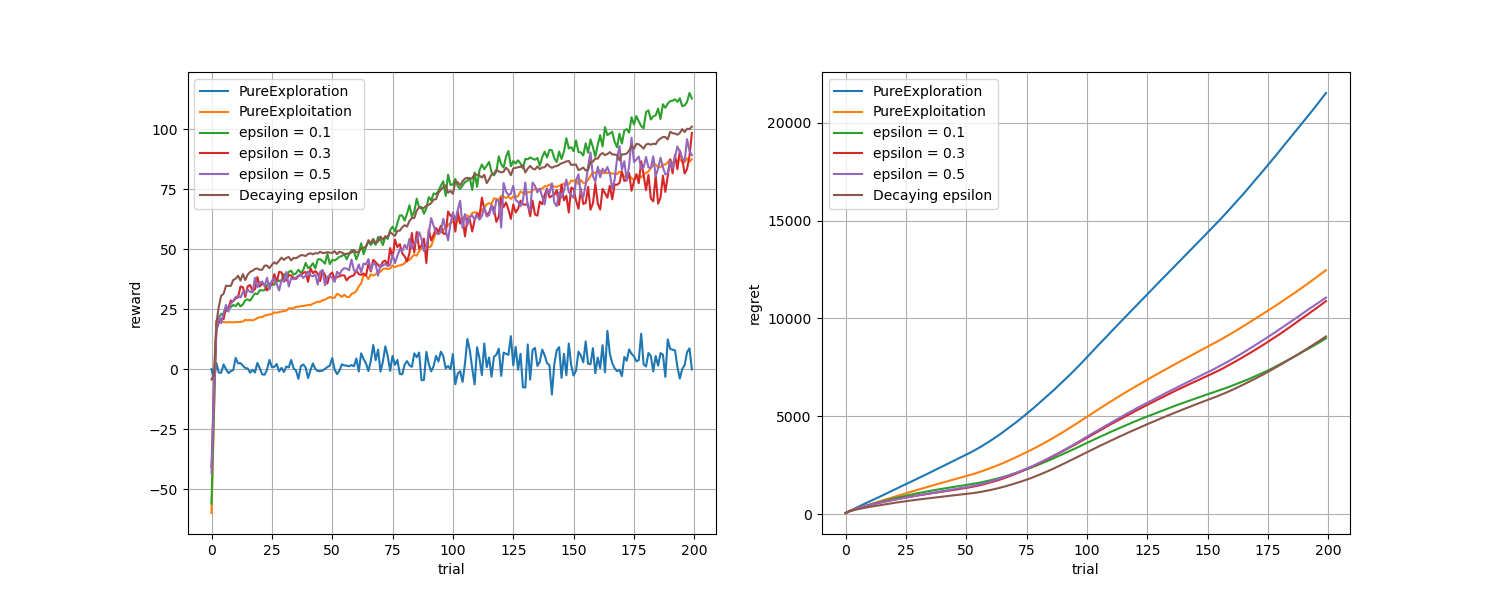 PureExploration
PureExploitation
epsilon = 0.1
epsilon = 0.3
epsilon = 0.5
Decaying epsilon
100
75
50
25
0
−25
−50
reward
0 25 50 75 100 125 150 175 200
trial
PureExploration
PureExploitation
epsilon = 0.1
epsilon = 0.3
epsilon = 0.5
Decaying epsilon
20000
15000
10000
5000
0
regret
0 25 50 75 100 125 150 175 200
trial